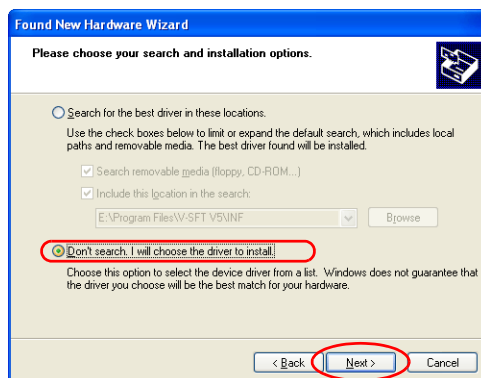 Found New Hardware Wizard
Please choose your search and installation options.
Search for the best driver in these locations.
Use the check boxes below to limit or expand the default search, which includes local
paths and removable media. The best driver found will be installed.
Search removable media (floppy, CD-ROM...)
Include this location in the search:
E:\Program Files\V-SFT V5\INF
Browse
Don't search. I will choose the driver to install.
Choose this option to select the device driver from a list. Windows does not guarantee that
the driver you choose will be the best match for your hardware.
< Back
Next >
Cancel